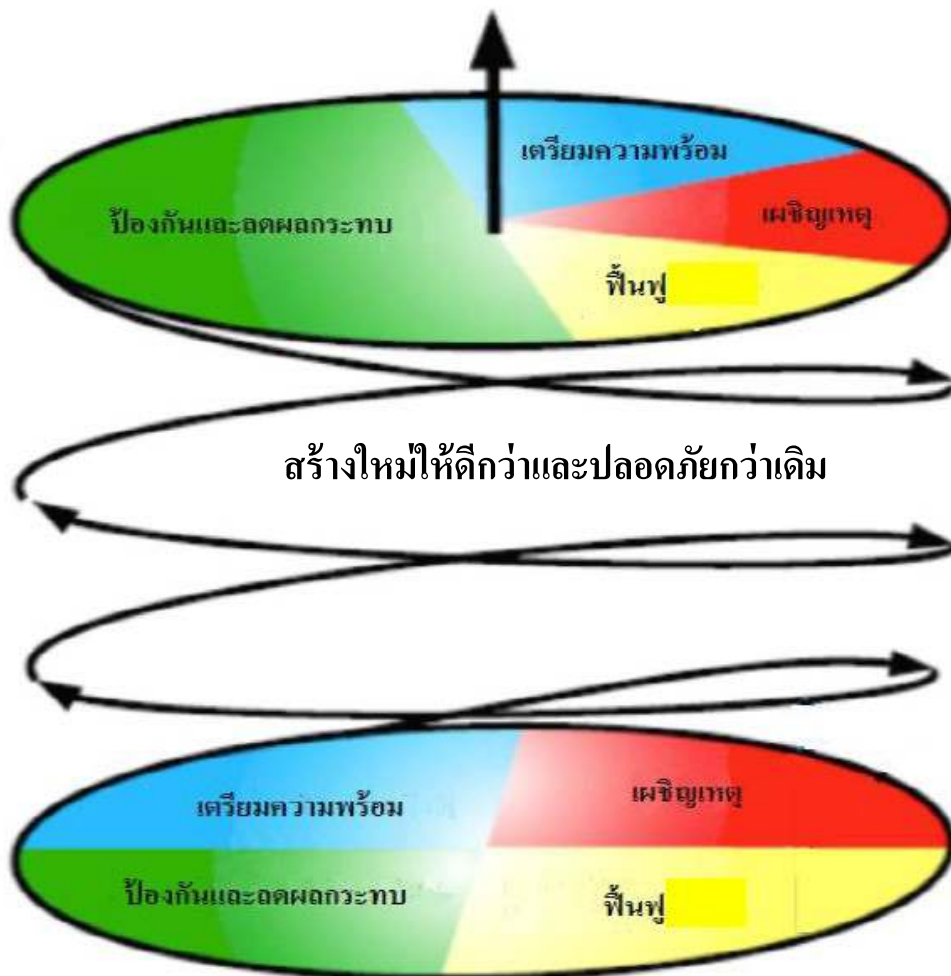 เตรียมความพร้อม
ป้องกันและลดผลกระทบ
เผชิญเหตุ
ฟื้นฟู
สร้างใหม่ให้ดีกว่าและปลอดภัยกว่าเดิม
เตรียมความพร้อม
เผชิญเหตุ
ป้องกันและลดผลกระทบ
ฟื้นฟู